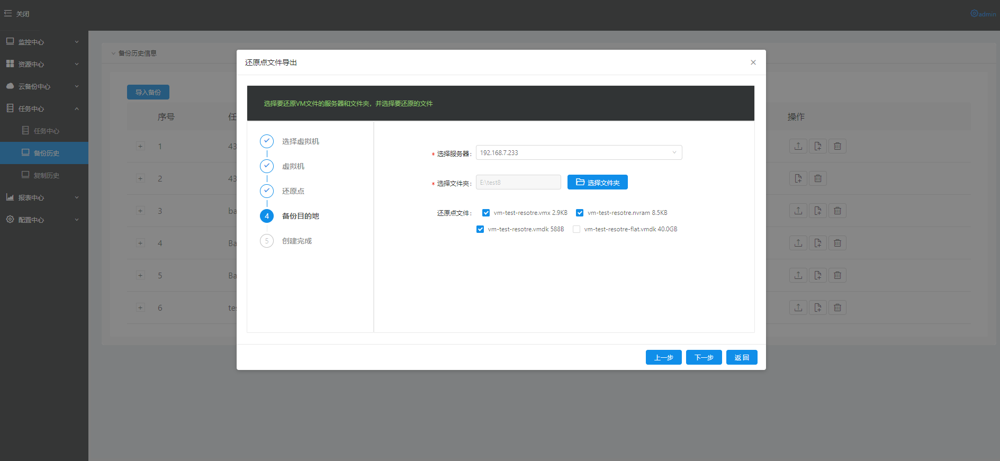 关闭
admin
监控中心
资源中心
云备份中心
任务中心
任务中心
备份历史
复制历史
报表中心
配置中心
备份历史信息
导入备份
序号 任 操作
1 43
2 43
3 ba
4 Ba
5 Ba
6 tes
还原点文件导出
选择要还原VM文件的服务器和文件夹，并选择要还原的文件
选择虚拟机
虚拟机
还原点
4 备份目的地
5 创建完成
* 选择服务器: 192.168.7.233
* 选择文件夹: E:\test8 选择文件夹
还原点文件: vm-test-resotre.vmx 2.9KB vm-test-resotre.nvram 8.5KB
vm-test-resotre.vmdk 588B vm-test-resotre-flat.vmdk 40.0GB
上一步 下一步 返 回